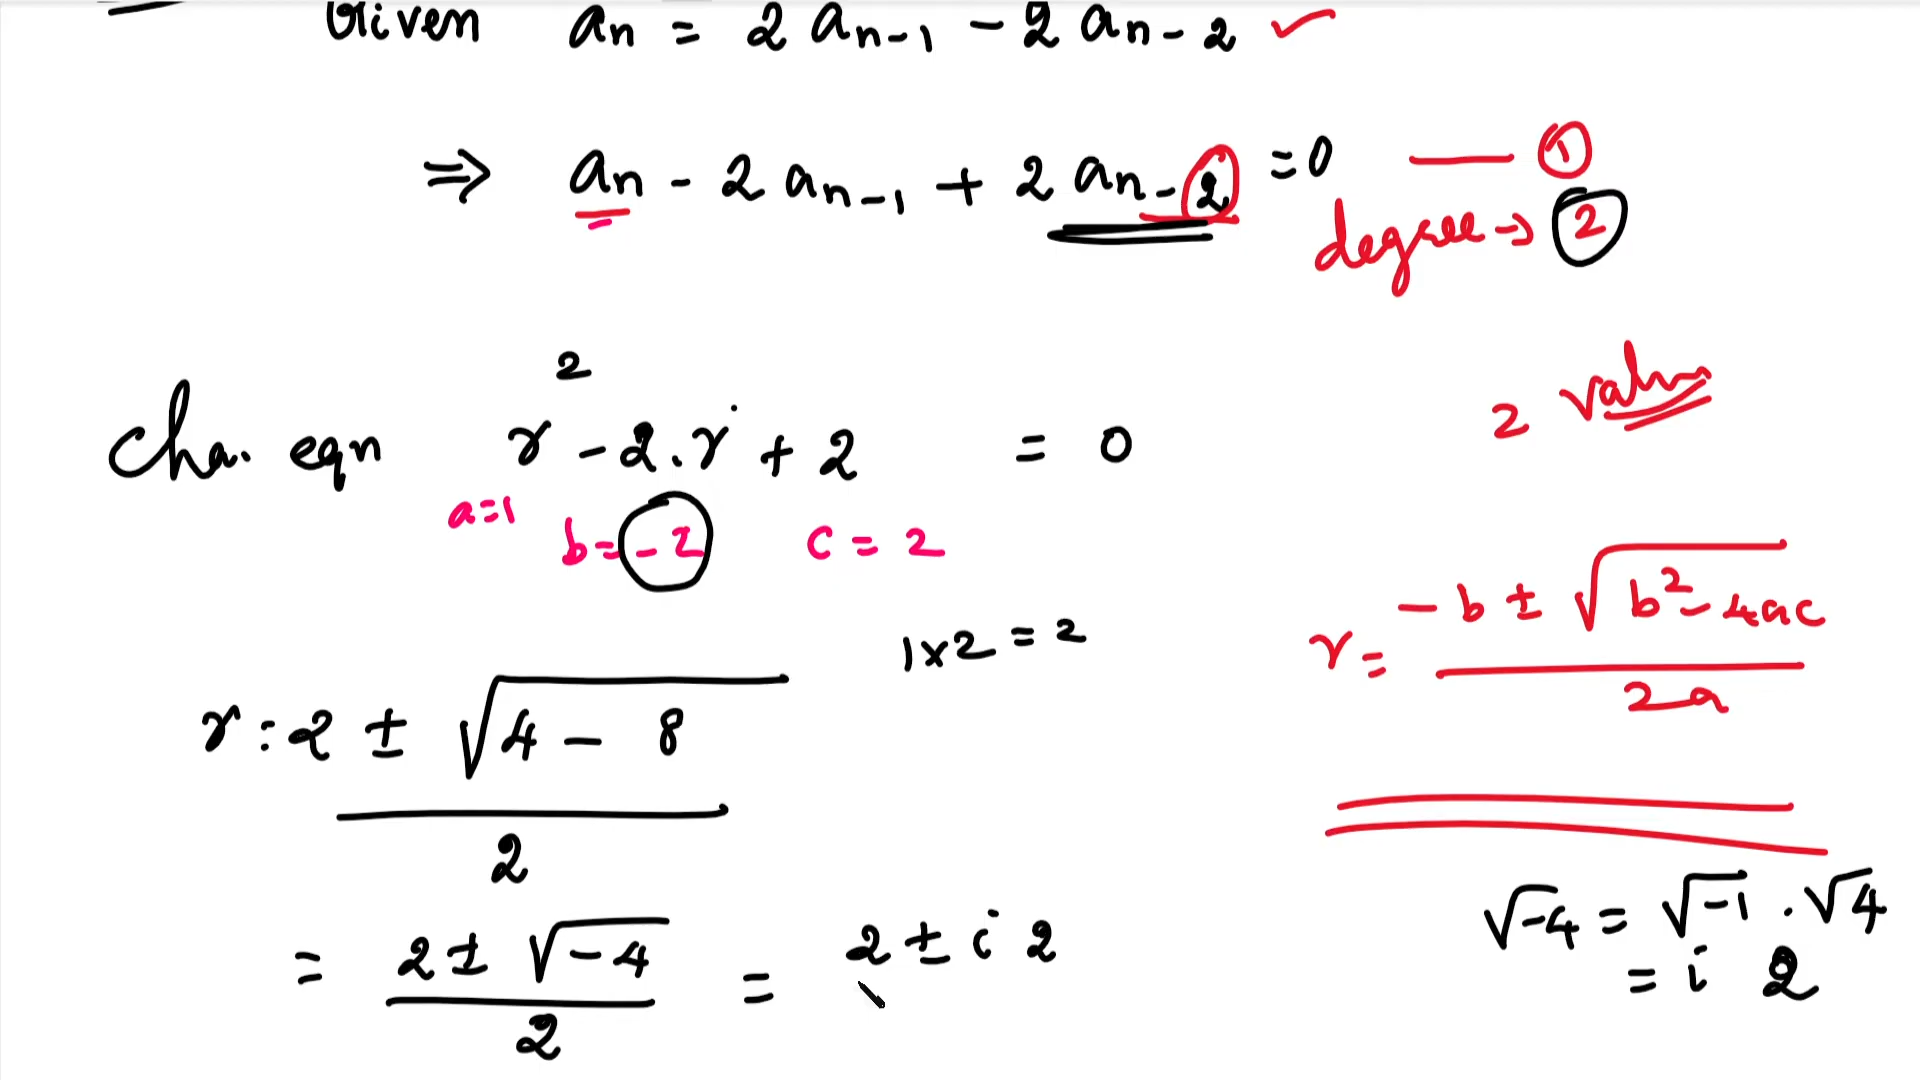 Given aₙ = 2 aₙ₋₁ - 2 aₙ₋₂ ✓
⇒ aₙ - 2 aₙ₋₁ + 2 aₙ₋₂ = 0 —— ①
degree → 2
Cha. eqn r² - 2.r + 2 = 0
2 values
a=1 b=-2 c=2
1×2=2
r = (-b ± √(b²-4ac)) / 2a
r : (2 ± √(4 - 8)) / 2
√-4 = √-1 . √4
= i 2
= (2 ± √-4) / 2 = 2 ± i 2